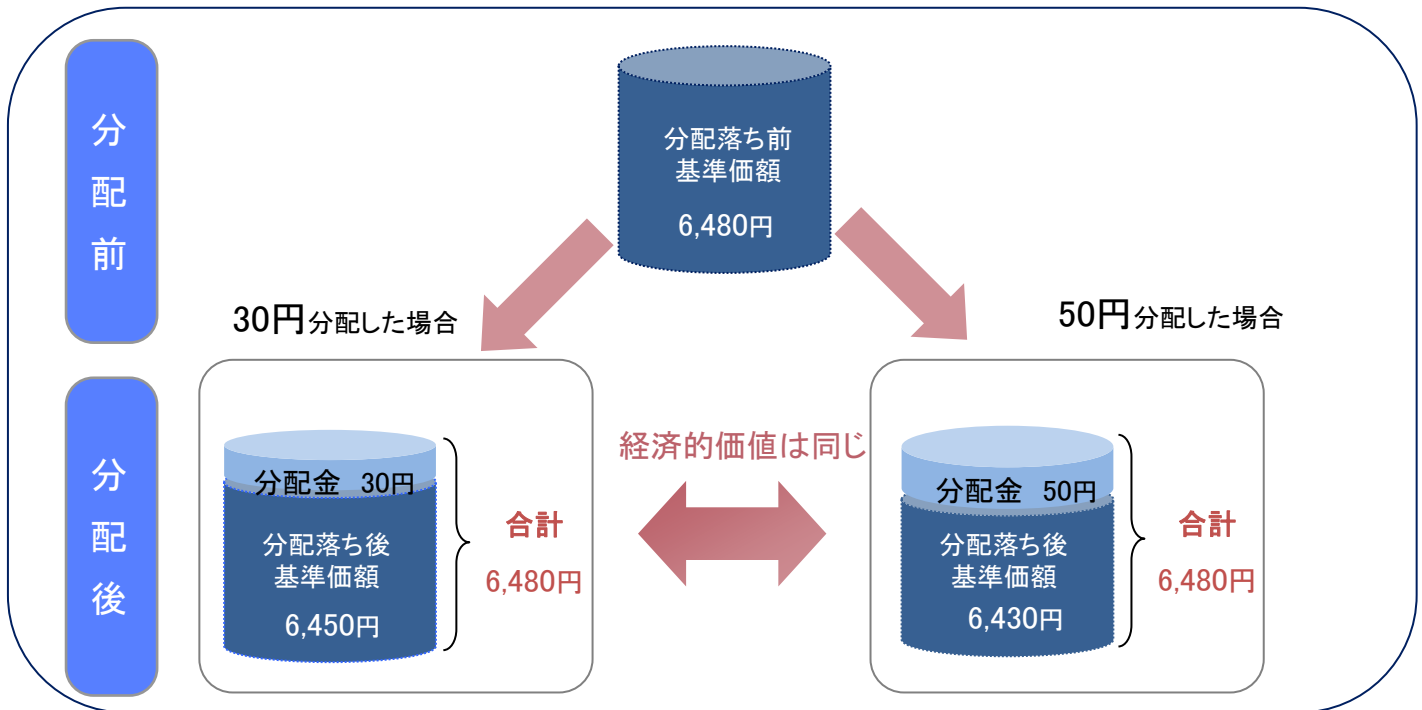 分配前
分配落ち前
基準価額
6,480円
30円分配した場合
50円分配した場合
分配後
分配金 30円
分配落ち後
基準価額
6,450円
合計
6,480円
経済的価値は同じ
分配金 50円
分配落ち後
基準価額
6,430円
合計
6,480円